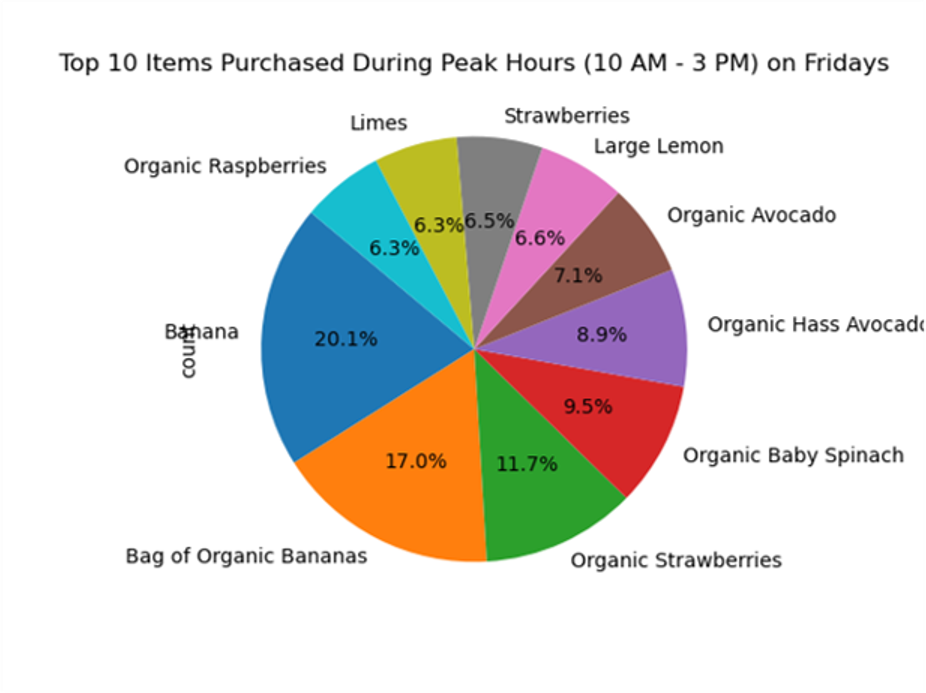 Top 10 Items Purchased During Peak Hours (10 AM - 3 PM) on Fridays
Strawberries
Limes
Large Lemon
Organic Raspberries
Organic Avocado
6.5%
6.3%
6.6%
6.3%
7.1%
Organic Hass Avocado
Banana
count
20.1%
8.9%
9.5%
Organic Baby Spinach
17.0%
11.7%
Bag of Organic Bananas
Organic Strawberries